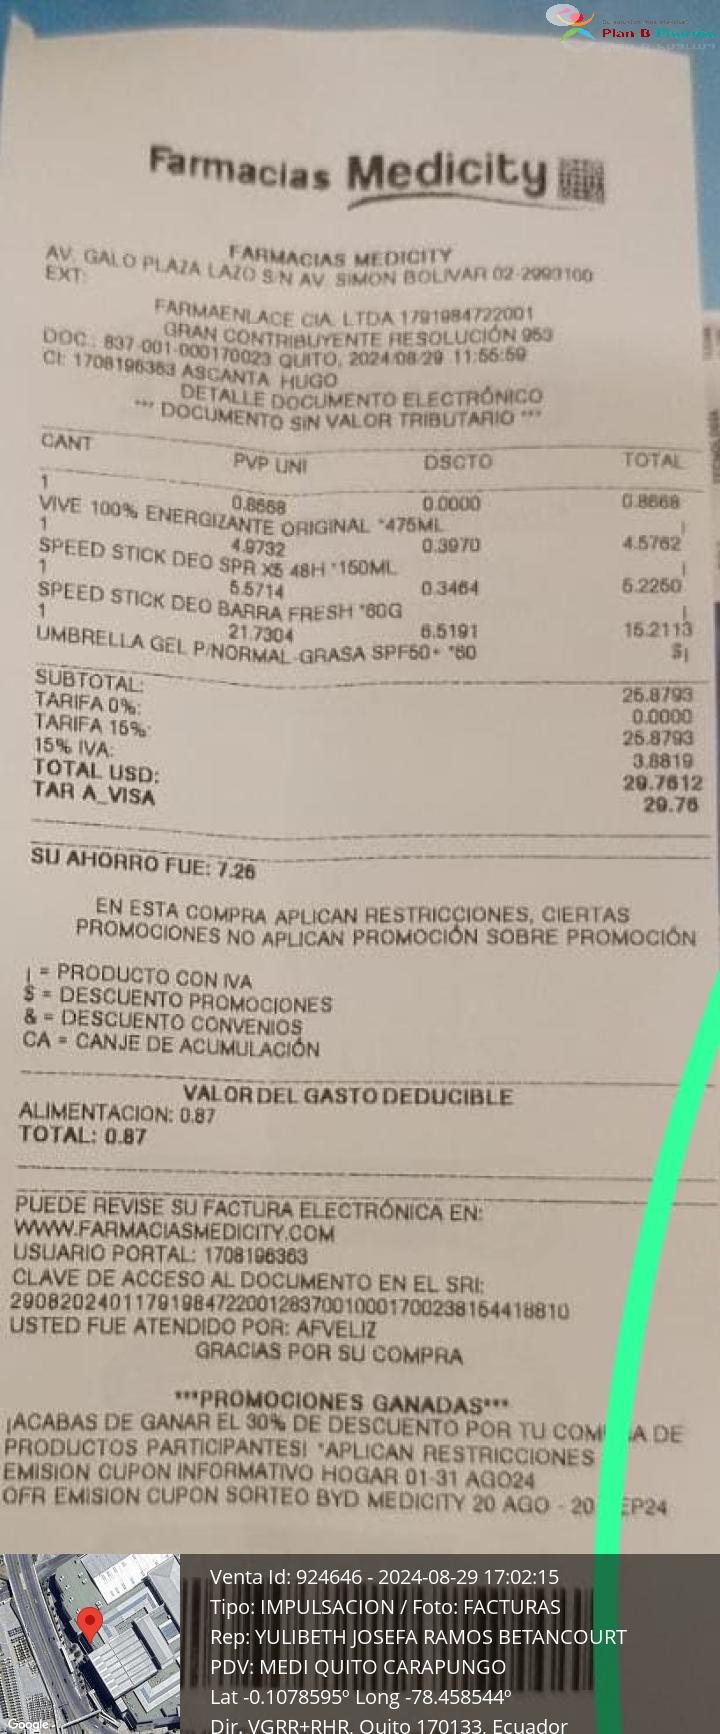 Plan B Pharma
Farmacias Medicity
FARMACIAS MEDICITY
AV. GALO PLAZA LAZO S/N AV. SIMON BOLIVAR 02-2993100
EXT:
FARMAENLACE CIA. LTDA 1791984722001
GRAN CONTRIBUYENTE RESOLUCIÓN 953
DOC.: 837-001-000170023 QUITO, 2024/08/29 11:55:59
CI: 1708196363 ASCANTA HUGO
DETALLE DOCUMENTO ELECTRÓNICO
*** DOCUMENTO SIN VALOR TRIBUTARIO ***
CANT PVP UNI DSCTO TOTAL
1 0.8668 0.0000 0.8668
VIVE 100% ENERGIZANTE ORIGINAL *475ML |
1 4.9732 0.3970 4.5762
SPEED STICK DEO SPR X5 48H *150ML |
1 5.5714 0.3464 5.2250
SPEED STICK DEO BARRA FRESH *60G |
1 21.7304 6.5191 15.2113
UMBRELLA GEL P/NORMAL-GRASA SPF50+ *60 $|
SUBTOTAL: 25.8793
TARIFA 0%: 0.0000
TARIFA 15%: 25.8793
15% IVA: 3.8819
TOTAL USD: 29.7612
TAR A_VISA 29.76
SU AHORRO FUE: 7.26
EN ESTA COMPRA APLICAN RESTRICCIONES, CIERTAS
PROMOCIONES NO APLICAN PROMOCIÓN SOBRE PROMOCIÓN
| = PRODUCTO CON IVA
$ = DESCUENTO PROMOCIONES
& = DESCUENTO CONVENIOS
CA = CANJE DE ACUMULACIÓN
VALOR DEL GASTO DEDUCIBLE
ALIMENTACION: 0.87
TOTAL: 0.87
PUEDE REVISE SU FACTURA ELECTRÓNICA EN:
WWW.FARMACIASMEDICITY.COM
USUARIO PORTAL: 1708196363
CLAVE DE ACCESO AL DOCUMENTO EN EL SRI:
2908202401179198472200128370010001700238154418810
USTED FUE ATENDIDO POR: AFVELIZ
GRACIAS POR SU COMPRA
***PROMOCIONES GANADAS***
¡ACABAS DE GANAR EL 30% DE DESCUENTO POR TU COM A DE
PRODUCTOS PARTICIPANTES! *APLICAN RESTRICCIONES
EMISION CUPON INFORMATIVO HOGAR 01-31 AGO24
OFR EMISION CUPON SORTEO BYD MEDICITY 20 AGO - 20 EP24
Venta Id: 924646 - 2024-08-29 17:02:15
Tipo: IMPULSACION / Foto: FACTURAS
Rep: YULIBETH JOSEFA RAMOS BETANCOURT
PDV: MEDI QUITO CARAPUNGO
Lat -0.1078595º Long -78.458544º
Dir. VGRR+RHR, Quito 170133, Ecuador
Google